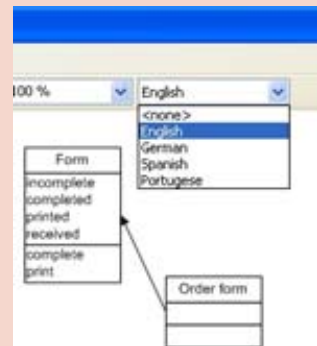 100 %
English
<none>
English
German
Spanish
Portugese
Form
incomplete
completed
printed
received
complete
print
Order form